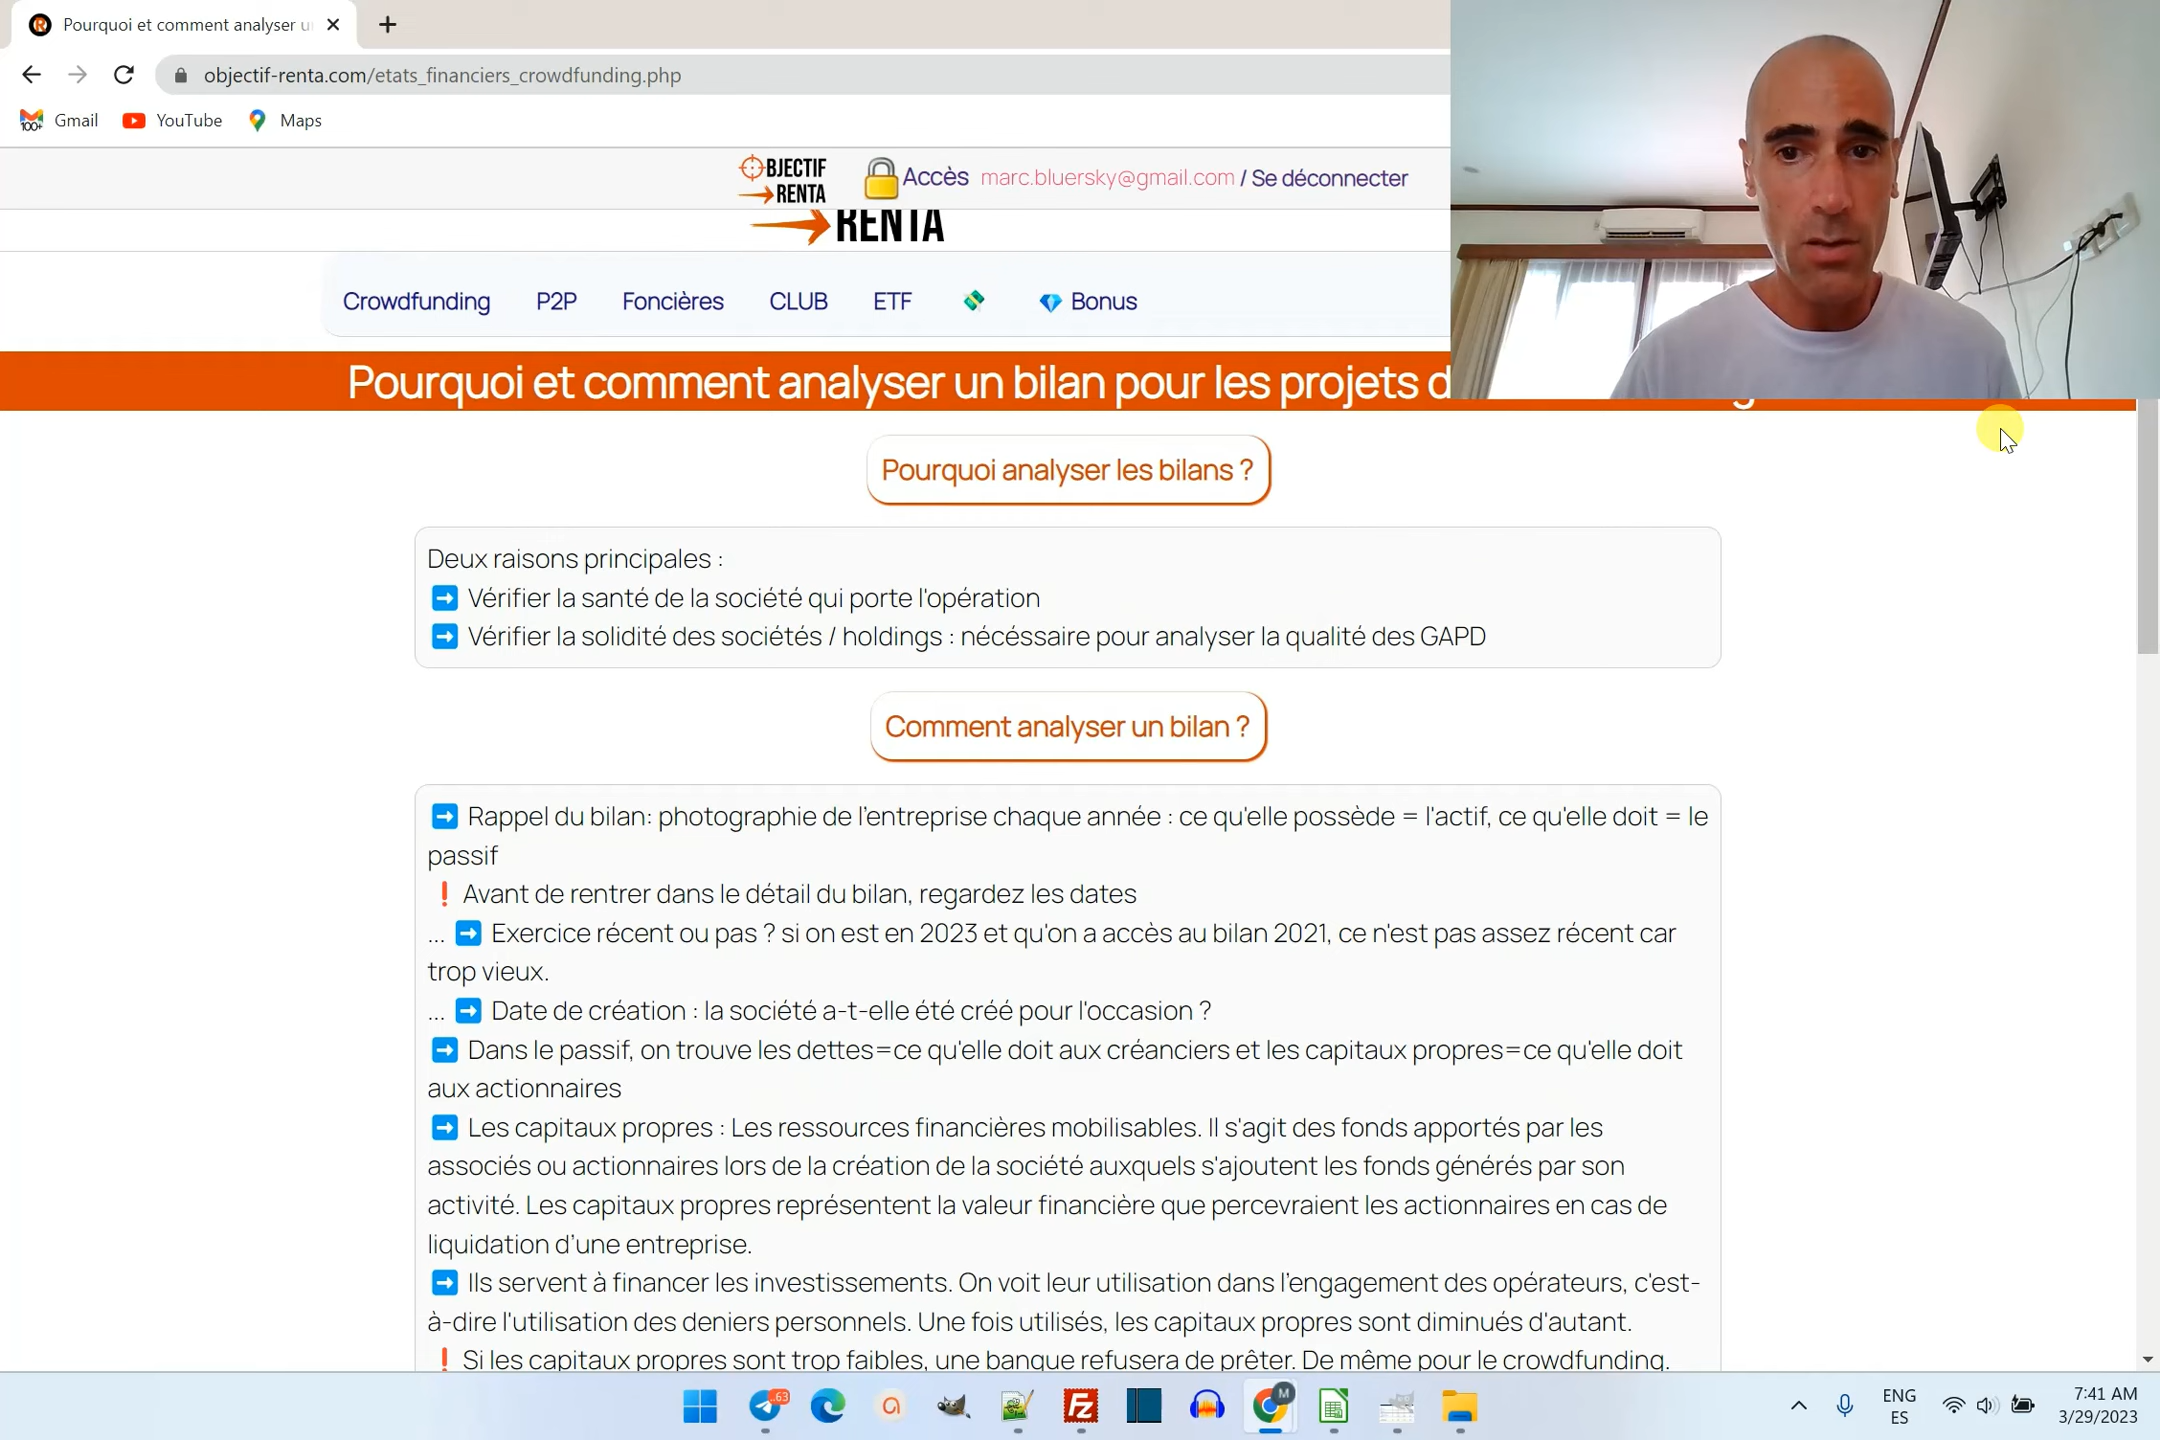 Pourquoi et comment analyser u
objectif-renta.com/etats_financiers_crowdfunding.php
100+ Gmail YouTube Maps
BJECTIF
RENTA
Accès marc.bluersky@gmail.com / Se déconnecter
RENTA
Crowdfunding P2P Foncières CLUB ETF Bonus
Pourquoi et comment analyser un bilan pour les projets d
Pourquoi analyser les bilans ?
Deux raisons principales :
Vérifier la santé de la société qui porte l'opération
Vérifier la solidité des sociétés / holdings : nécéssaire pour analyser la qualité des GAPD
Comment analyser un bilan ?
Rappel du bilan: photographie de l'entreprise chaque année : ce qu'elle possède = l'actif, ce qu'elle doit = le
passif
❗ Avant de rentrer dans le détail du bilan, regardez les dates
... Exercice récent ou pas ? si on est en 2023 et qu'on a accès au bilan 2021, ce n'est pas assez récent car
trop vieux.
... Date de création : la société a-t-elle été créé pour l'occasion ?
Dans le passif, on trouve les dettes=ce qu'elle doit aux créanciers et les capitaux propres=ce qu'elle doit
aux actionnaires
Les capitaux propres : Les ressources financières mobilisables. Il s'agit des fonds apportés par les
associés ou actionnaires lors de la création de la société auxquels s'ajoutent les fonds générés par son
activité. Les capitaux propres représentent la valeur financière que percevraient les actionnaires en cas de
liquidation d'une entreprise.
Ils servent à financer les investissements. On voit leur utilisation dans l'engagement des opérateurs, c'est-
à-dire l'utilisation des deniers personnels. Une fois utilisés, les capitaux propres sont diminués d'autant.
❗ Si les capitaux propres sont trop faibles, une banque refusera de prêter. De même pour le crowdfunding.
63
M
ENG
ES
7:41 AM
3/29/2023